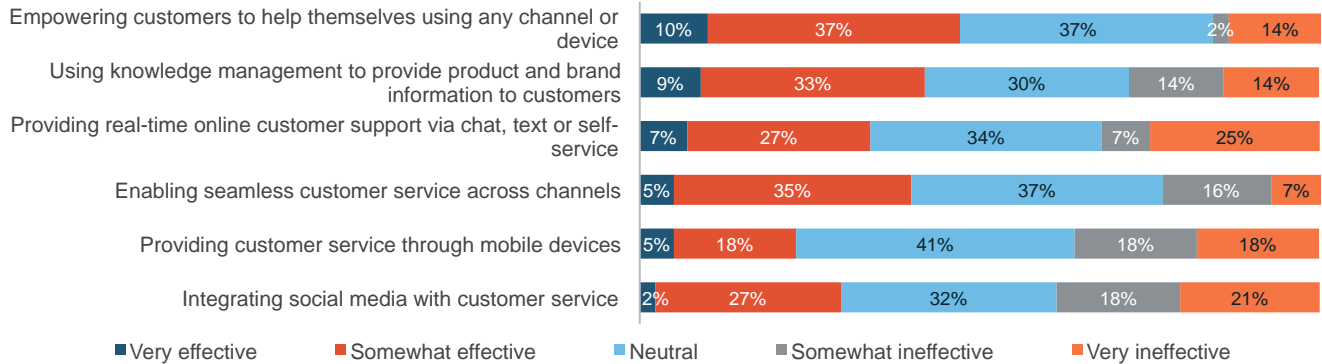 Empowering customers to help themselves using any channel or
device
10% 37% 37% 2% 14%
Using knowledge management to provide product and brand
information to customers
9% 33% 30% 14% 14%
Providing real-time online customer support via chat, text or self-
service
7% 27% 34% 7% 25%
Enabling seamless customer service across channels
5% 35% 37% 16% 7%
Providing customer service through mobile devices
5% 18% 41% 18% 18%
Integrating social media with customer service
2% 27% 32% 18% 21%
Very effective Somewhat effective Neutral Somewhat ineffective Very ineffective